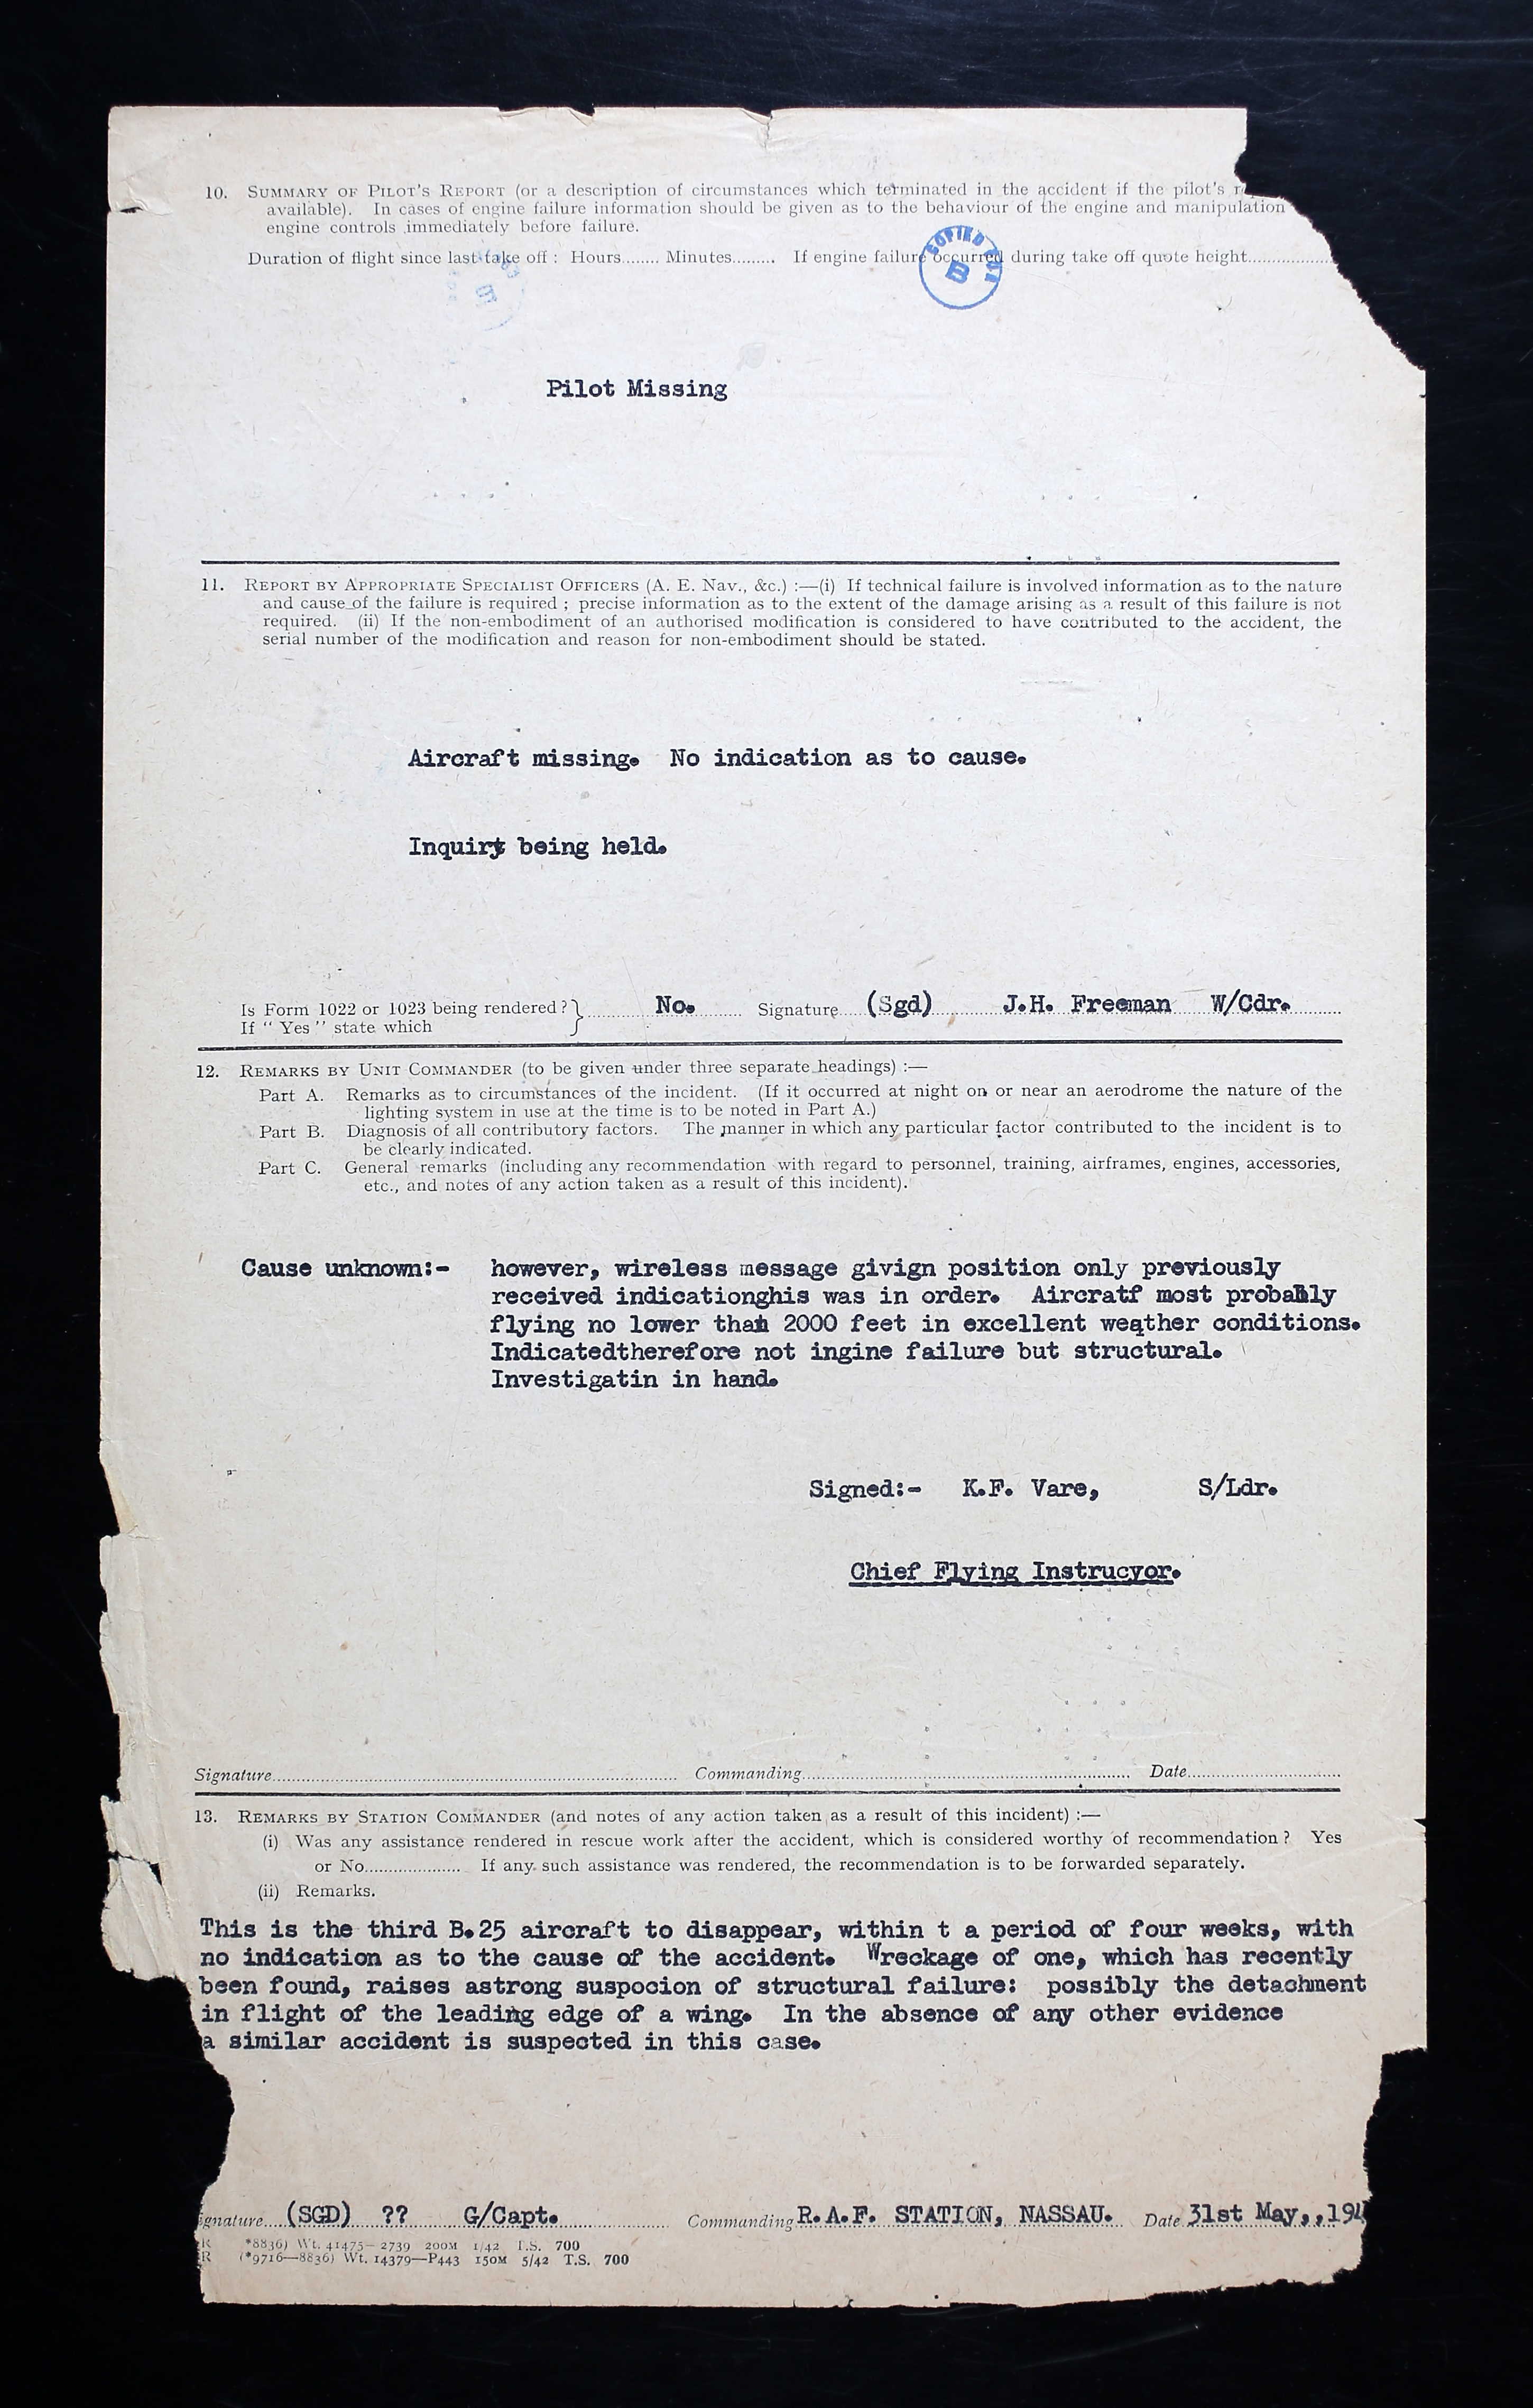 10. SUMMARY OF PILOT'S REPORT (or a description of circumstances which terminated in the accident if the pilot's
available). In cases of engine failure information should be given as to the behaviour of the engine and manipulation
engine controls immediately before failure.
Duration of flight since last take off : Hours........ Minutes......... If engine failure occurred during take off quote height....................
COPIED
B
Pilot Missing
11. REPORT BY APPROPRIATE SPECIALIST OFFICERS (A. E. Nav., &c.) :—(i) If technical failure is involved information as to the nature
and cause of the failure is required ; precise information as to the extent of the damage arising as a result of this failure is not
required. (ii) If the non-embodiment of an authorised modification is considered to have contributed to the accident, the
serial number of the modification and reason for non-embodiment should be stated.
Aircraft missing. No indication as to cause.
Inquiry being held.
Is Form 1022 or 1023 being rendered ? } No. Signature (Sgd) J.H. Freeman W/Cdr.
If " Yes " state which
12. REMARKS BY UNIT COMMANDER (to be given under three separate headings) :—
Part A. Remarks as to circumstances of the incident. (If it occurred at night on or near an aerodrome the nature of the
lighting system in use at the time is to be noted in Part A.)
Part B. Diagnosis of all contributory factors. The manner in which any particular factor contributed to the incident is to
be clearly indicated.
Part C. General remarks (including any recommendation with regard to personnel, training, airframes, engines, accessories,
etc., and notes of any action taken as a result of this incident).
Cause unknown:- however, wireless message givign position only previously
received indicationghis was in order. Aircratf most probably
flying no lower than 2000 feet in excellent weather conditions.
Indicatedtherefore not ingine failure but structural.
Investigatin in hand.
Signed:- K.F. Vare, S/Ldr.
Chief Flying Instrucyor.
Signature.................... Commanding.................... Date....................
13. REMARKS BY STATION COMMANDER (and notes of any action taken as a result of this incident) :—
(i) Was any assistance rendered in rescue work after the accident, which is considered worthy of recommendation ? Yes
or No.................... If any such assistance was rendered, the recommendation is to be forwarded separately.
(ii) Remarks.
This is the third B.25 aircraft to disappear, within t a period of four weeks, with
no indication as to the cause of the accident. Wreckage of one, which has recently
been found, raises astrong suspocion of structural failure: possibly the detachment
in flight of the leading edge of a wing. In the absence of any other evidence
a similar accident is suspected in this case.
ignature (SGD) ?? G/Capt. Commanding R.A.F. STATION, NASSAU. Date 31st May,,194
*8836) Wt. 41475— 2739 200M 1/42 T.S. 700
R (*9716—8836) Wt. 14379—P443 150M 5/42 T.S. 700